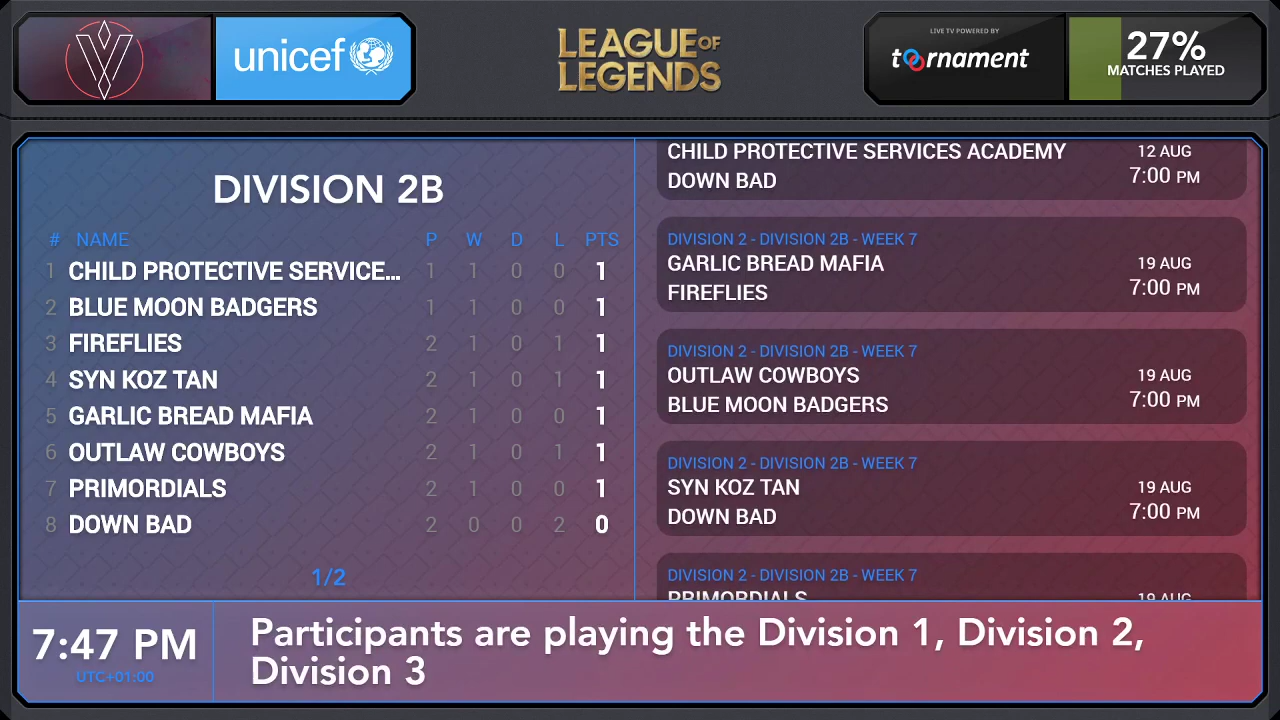 unicef
LEAGUE OF
LEGENDS
LIVE TV POWERED BY
toornament
27%
MATCHES PLAYED
DIVISION 2B
# NAME P W D L PTS
1 CHILD PROTECTIVE SERVICE... 1 1 0 0 1
2 BLUE MOON BADGERS 1 1 0 0 1
3 FIREFLIES 2 1 0 1 1
4 SYN KOZ TAN 2 1 0 1 1
5 GARLIC BREAD MAFIA 2 1 0 0 1
6 OUTLAW COWBOYS 2 1 0 1 1
7 PRIMORDIALS 2 1 0 0 1
8 DOWN BAD 2 0 0 2 0
1/2
CHILD PROTECTIVE SERVICES ACADEMY 12 AUG
DOWN BAD 7:00 PM
DIVISION 2 - DIVISION 2B - WEEK 7
GARLIC BREAD MAFIA 19 AUG
FIREFLIES 7:00 PM
DIVISION 2 - DIVISION 2B - WEEK 7
OUTLAW COWBOYS 19 AUG
BLUE MOON BADGERS 7:00 PM
DIVISION 2 - DIVISION 2B - WEEK 7
SYN KOZ TAN 19 AUG
DOWN BAD 7:00 PM
DIVISION 2 - DIVISION 2B - WEEK 7
PRIMORDIALS 19 AUG
7:47 PM
UTC+01:00
Participants are playing the Division 1, Division 2,
Division 3